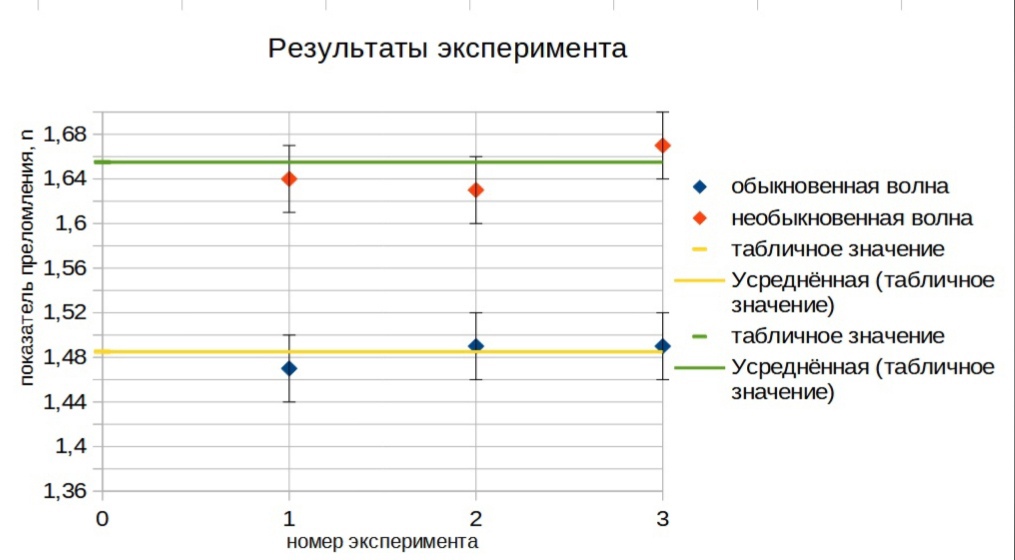 Результаты эксперимента
показатель преломления, n
1,68
1,64
1,6
1,56
1,52
1,48
1,44
1,4
1,36
0 1 2 3
номер эксперимента
обыкновенная волна
необыкновенная волна
табличное значение
Усреднённая (табличное
значение)
табличное значение
Усреднённая (табличное
значение)